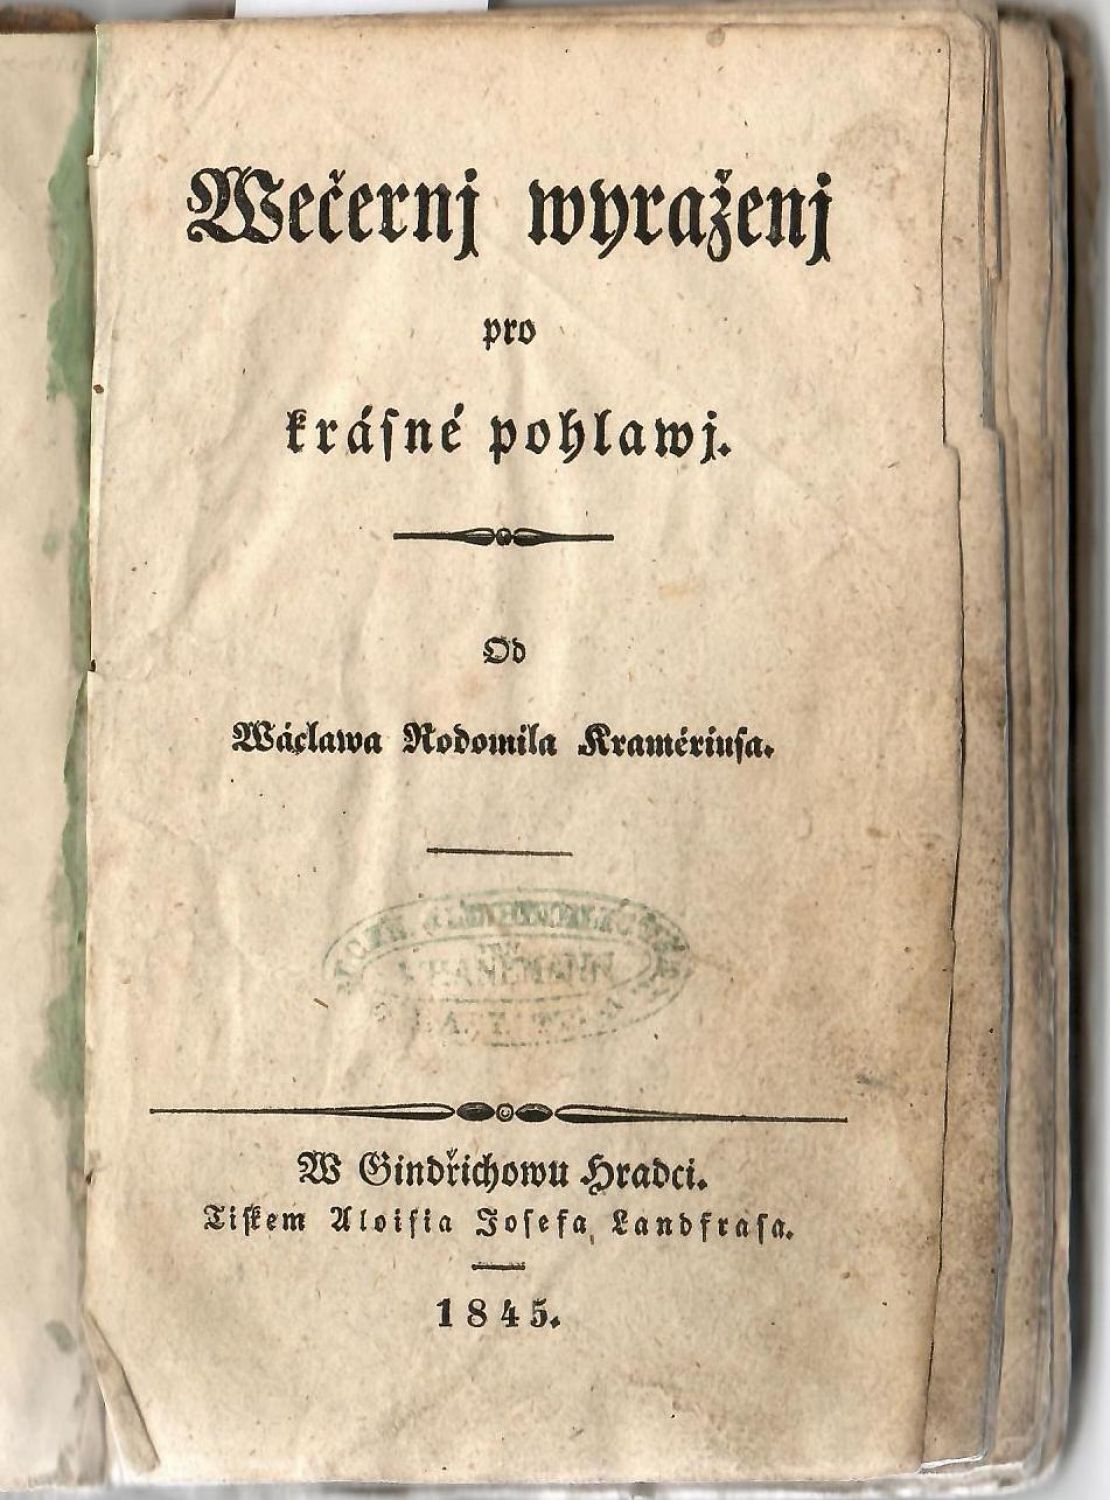 Wečernj wyraženj
pro
krásné pohlawj.
Od
Wáclawa Rodomila Kramériusa.
W Gindřichowu Hradci.
Tiskem Aloisia Josefa Landfrasa.
1845.